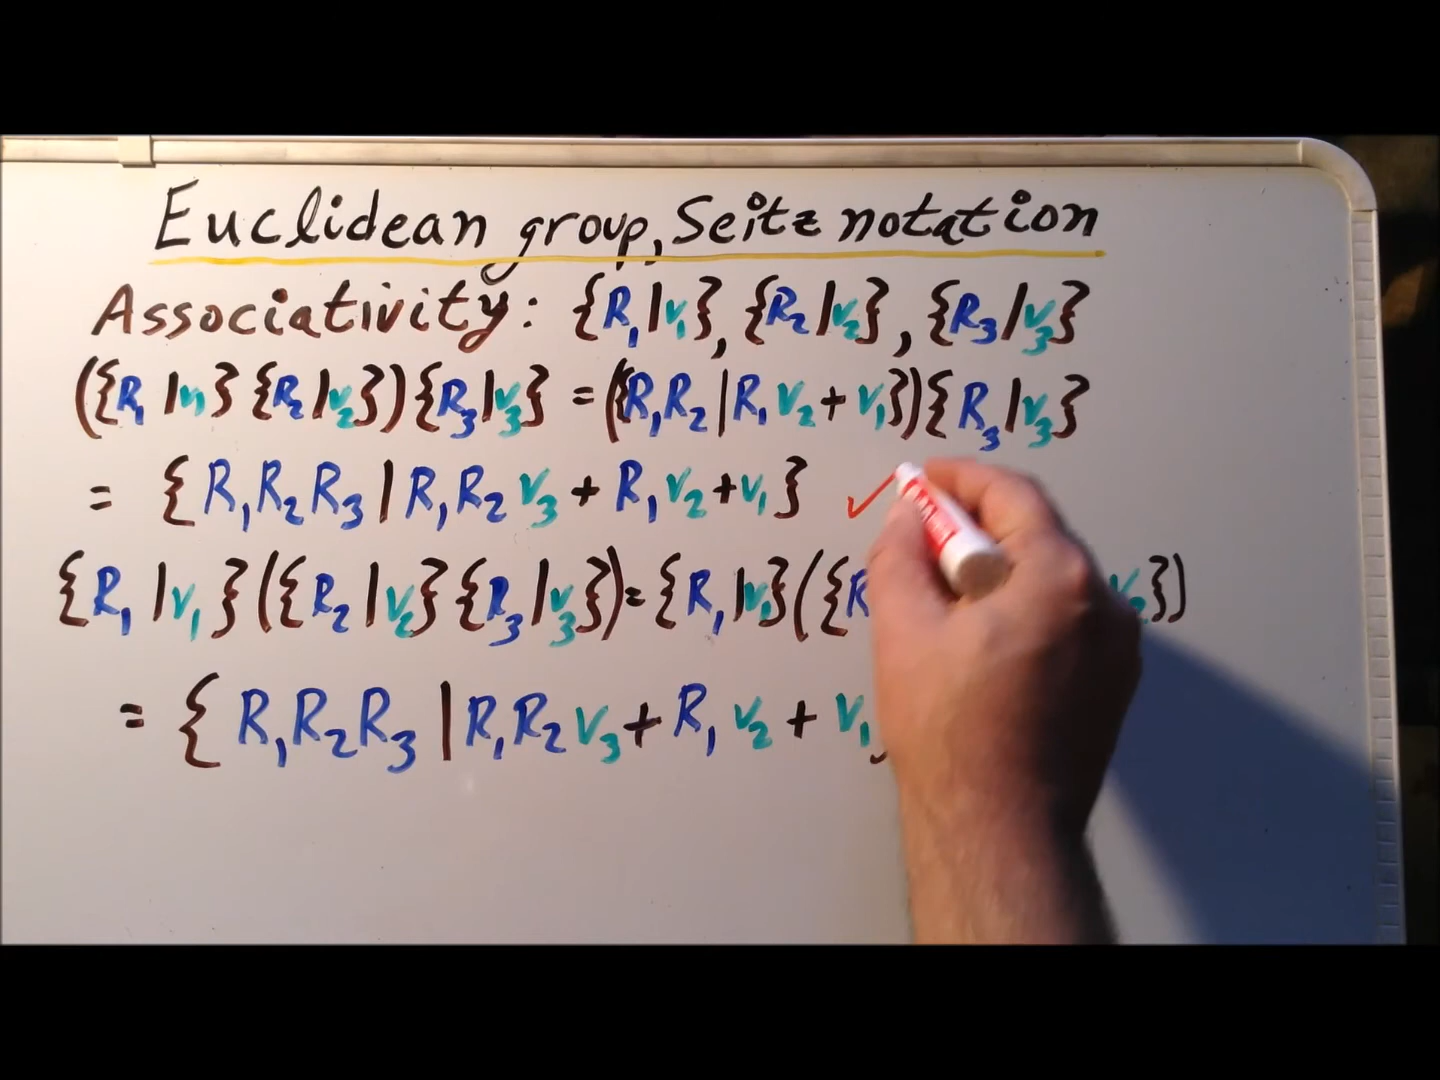 Euclidean group, Seitz notation
Associativity: {R₁|v₁}, {R₂|v₂}, {R₃|v₃}
({R₁|v₁}{R₂|v₂}){R₃|v₃} = ({R₁R₂|R₁v₂+v₁}){R₃|v₃}
= {R₁R₂R₃|R₁R₂v₃+R₁v₂+v₁} ✓
{R₁|v₁}({R₂|v₂}{R₃|v₃})={R₁|v₁}({R v₂})
= {R₁R₂R₃|R₁R₂v₃+R₁v₂+v₁}